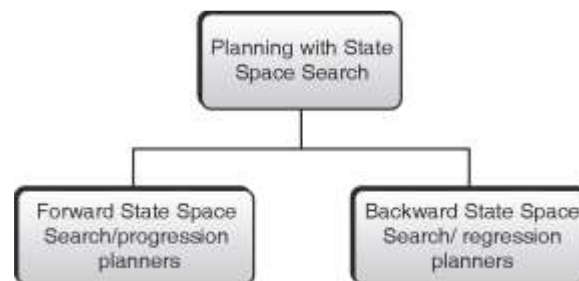 Planning with State
Space Search
Forward State Space
Search/progression
planners
Backward State Space
Search/ regression
planners